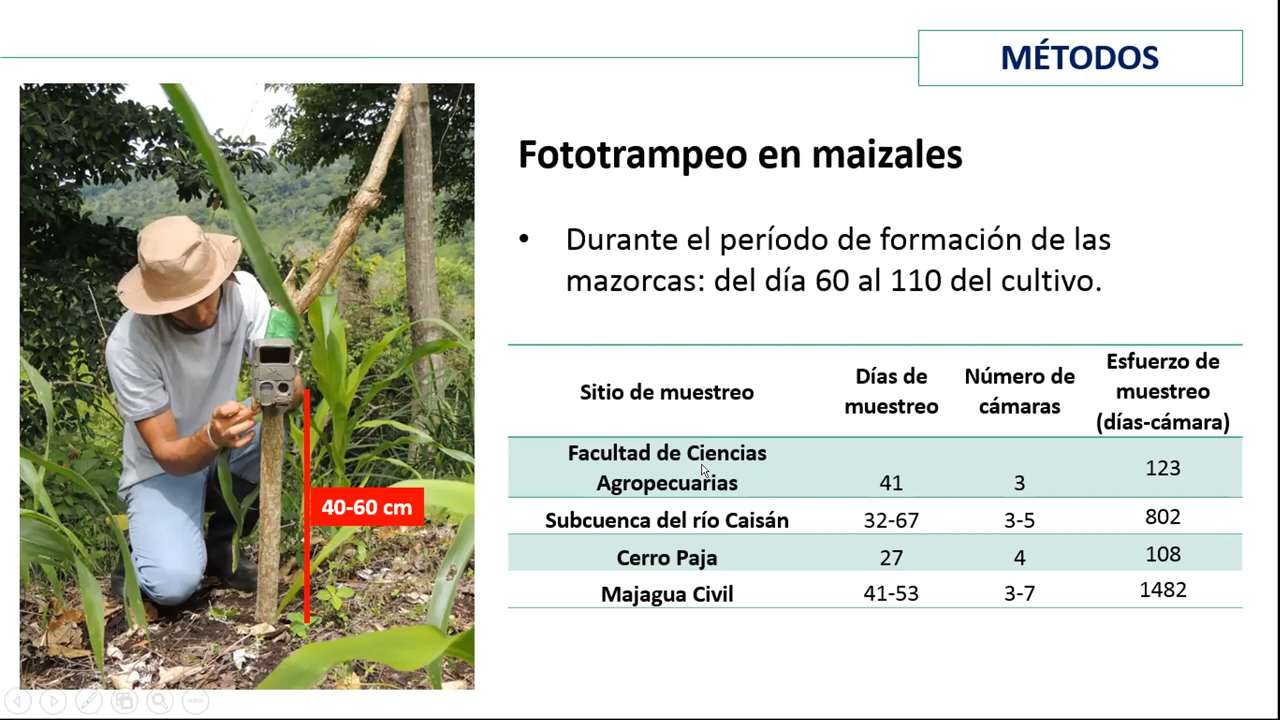 MÉTODOS
Fototrampeo en maizales
• Durante el período de formación de las
mazorcas: del día 60 al 110 del cultivo.
40-60 cm
Sitio de muestreo Días de muestreo Número de cámaras Esfuerzo de muestreo (días-cámara)
Facultad de Ciencias Agropecuarias 41 3 123
Subcuenca del río Caisán 32-67 3-5 802
Cerro Paja 27 4 108
Majagua Civil 41-53 3-7 1482